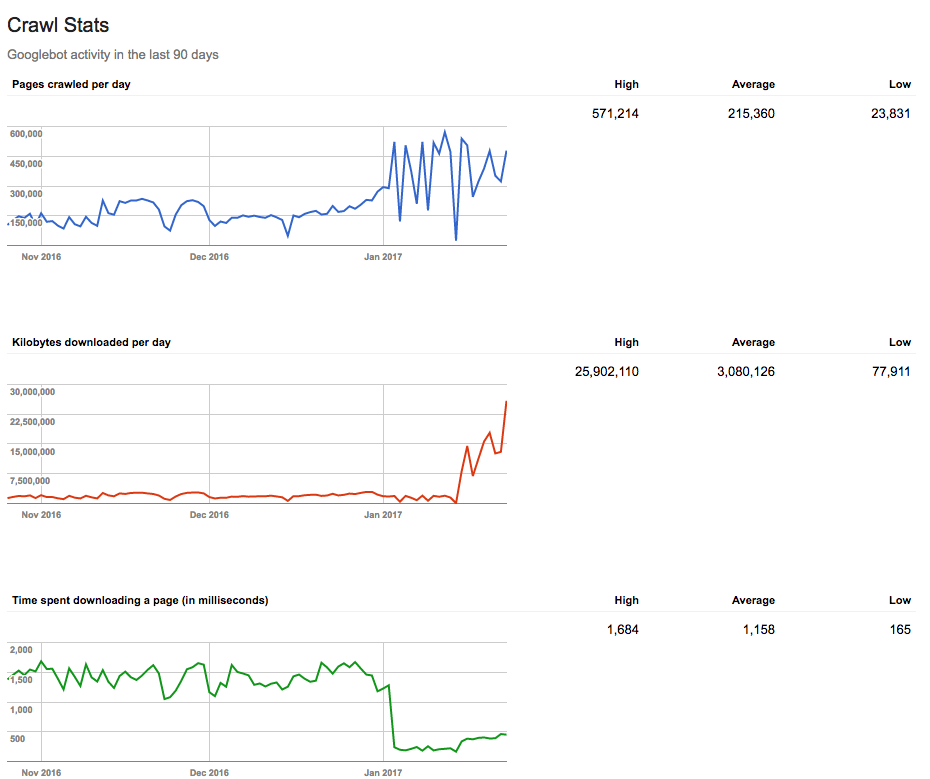 Crawl Stats
Googlebot activity in the last 90 days
Pages crawled per day High Average Low
571,214 215,360 23,831
600,000
450,000
300,000
150,000
Nov 2016 Dec 2016 Jan 2017
Kilobytes downloaded per day High Average Low
25,902,110 3,080,126 77,911
30,000,000
22,500,000
15,000,000
7,500,000
Nov 2016 Dec 2016 Jan 2017
Time spent downloading a page (in milliseconds) High Average Low
1,684 1,158 165
2,000
1,500
1,000
500
Nov 2016 Dec 2016 Jan 2017